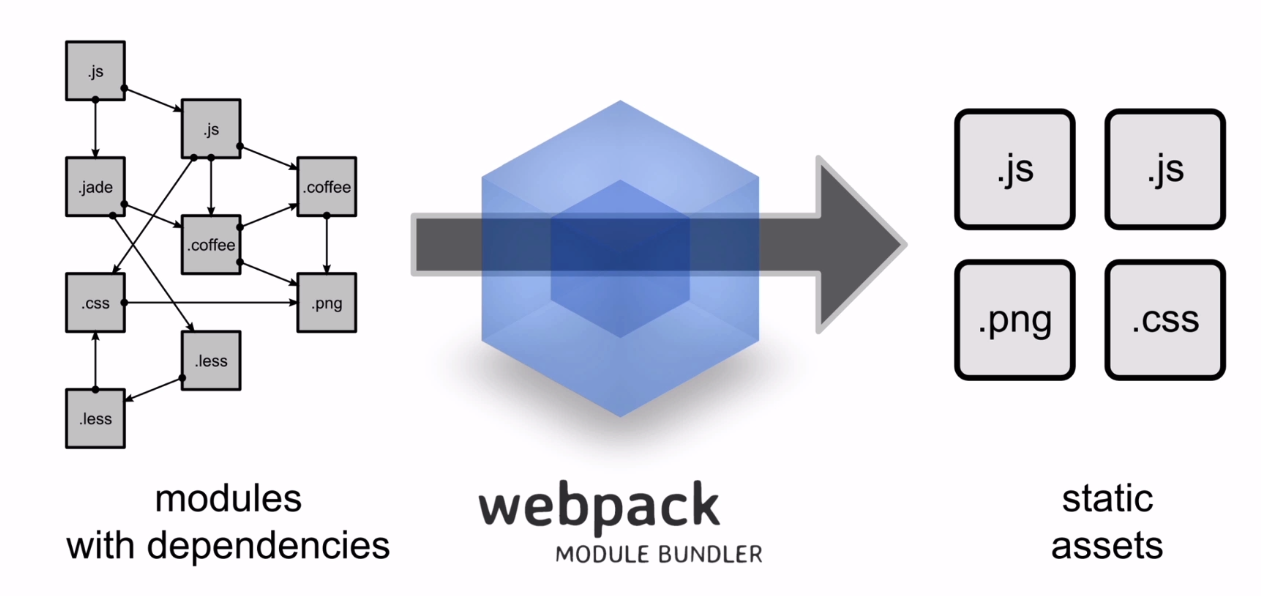 .js
.js
.jade
.coffee
.coffee
.css
.png
.less
.less
modules
with dependencies
webpack
MODULE BUNDLER
.js
.js
.png
.css
static
assets